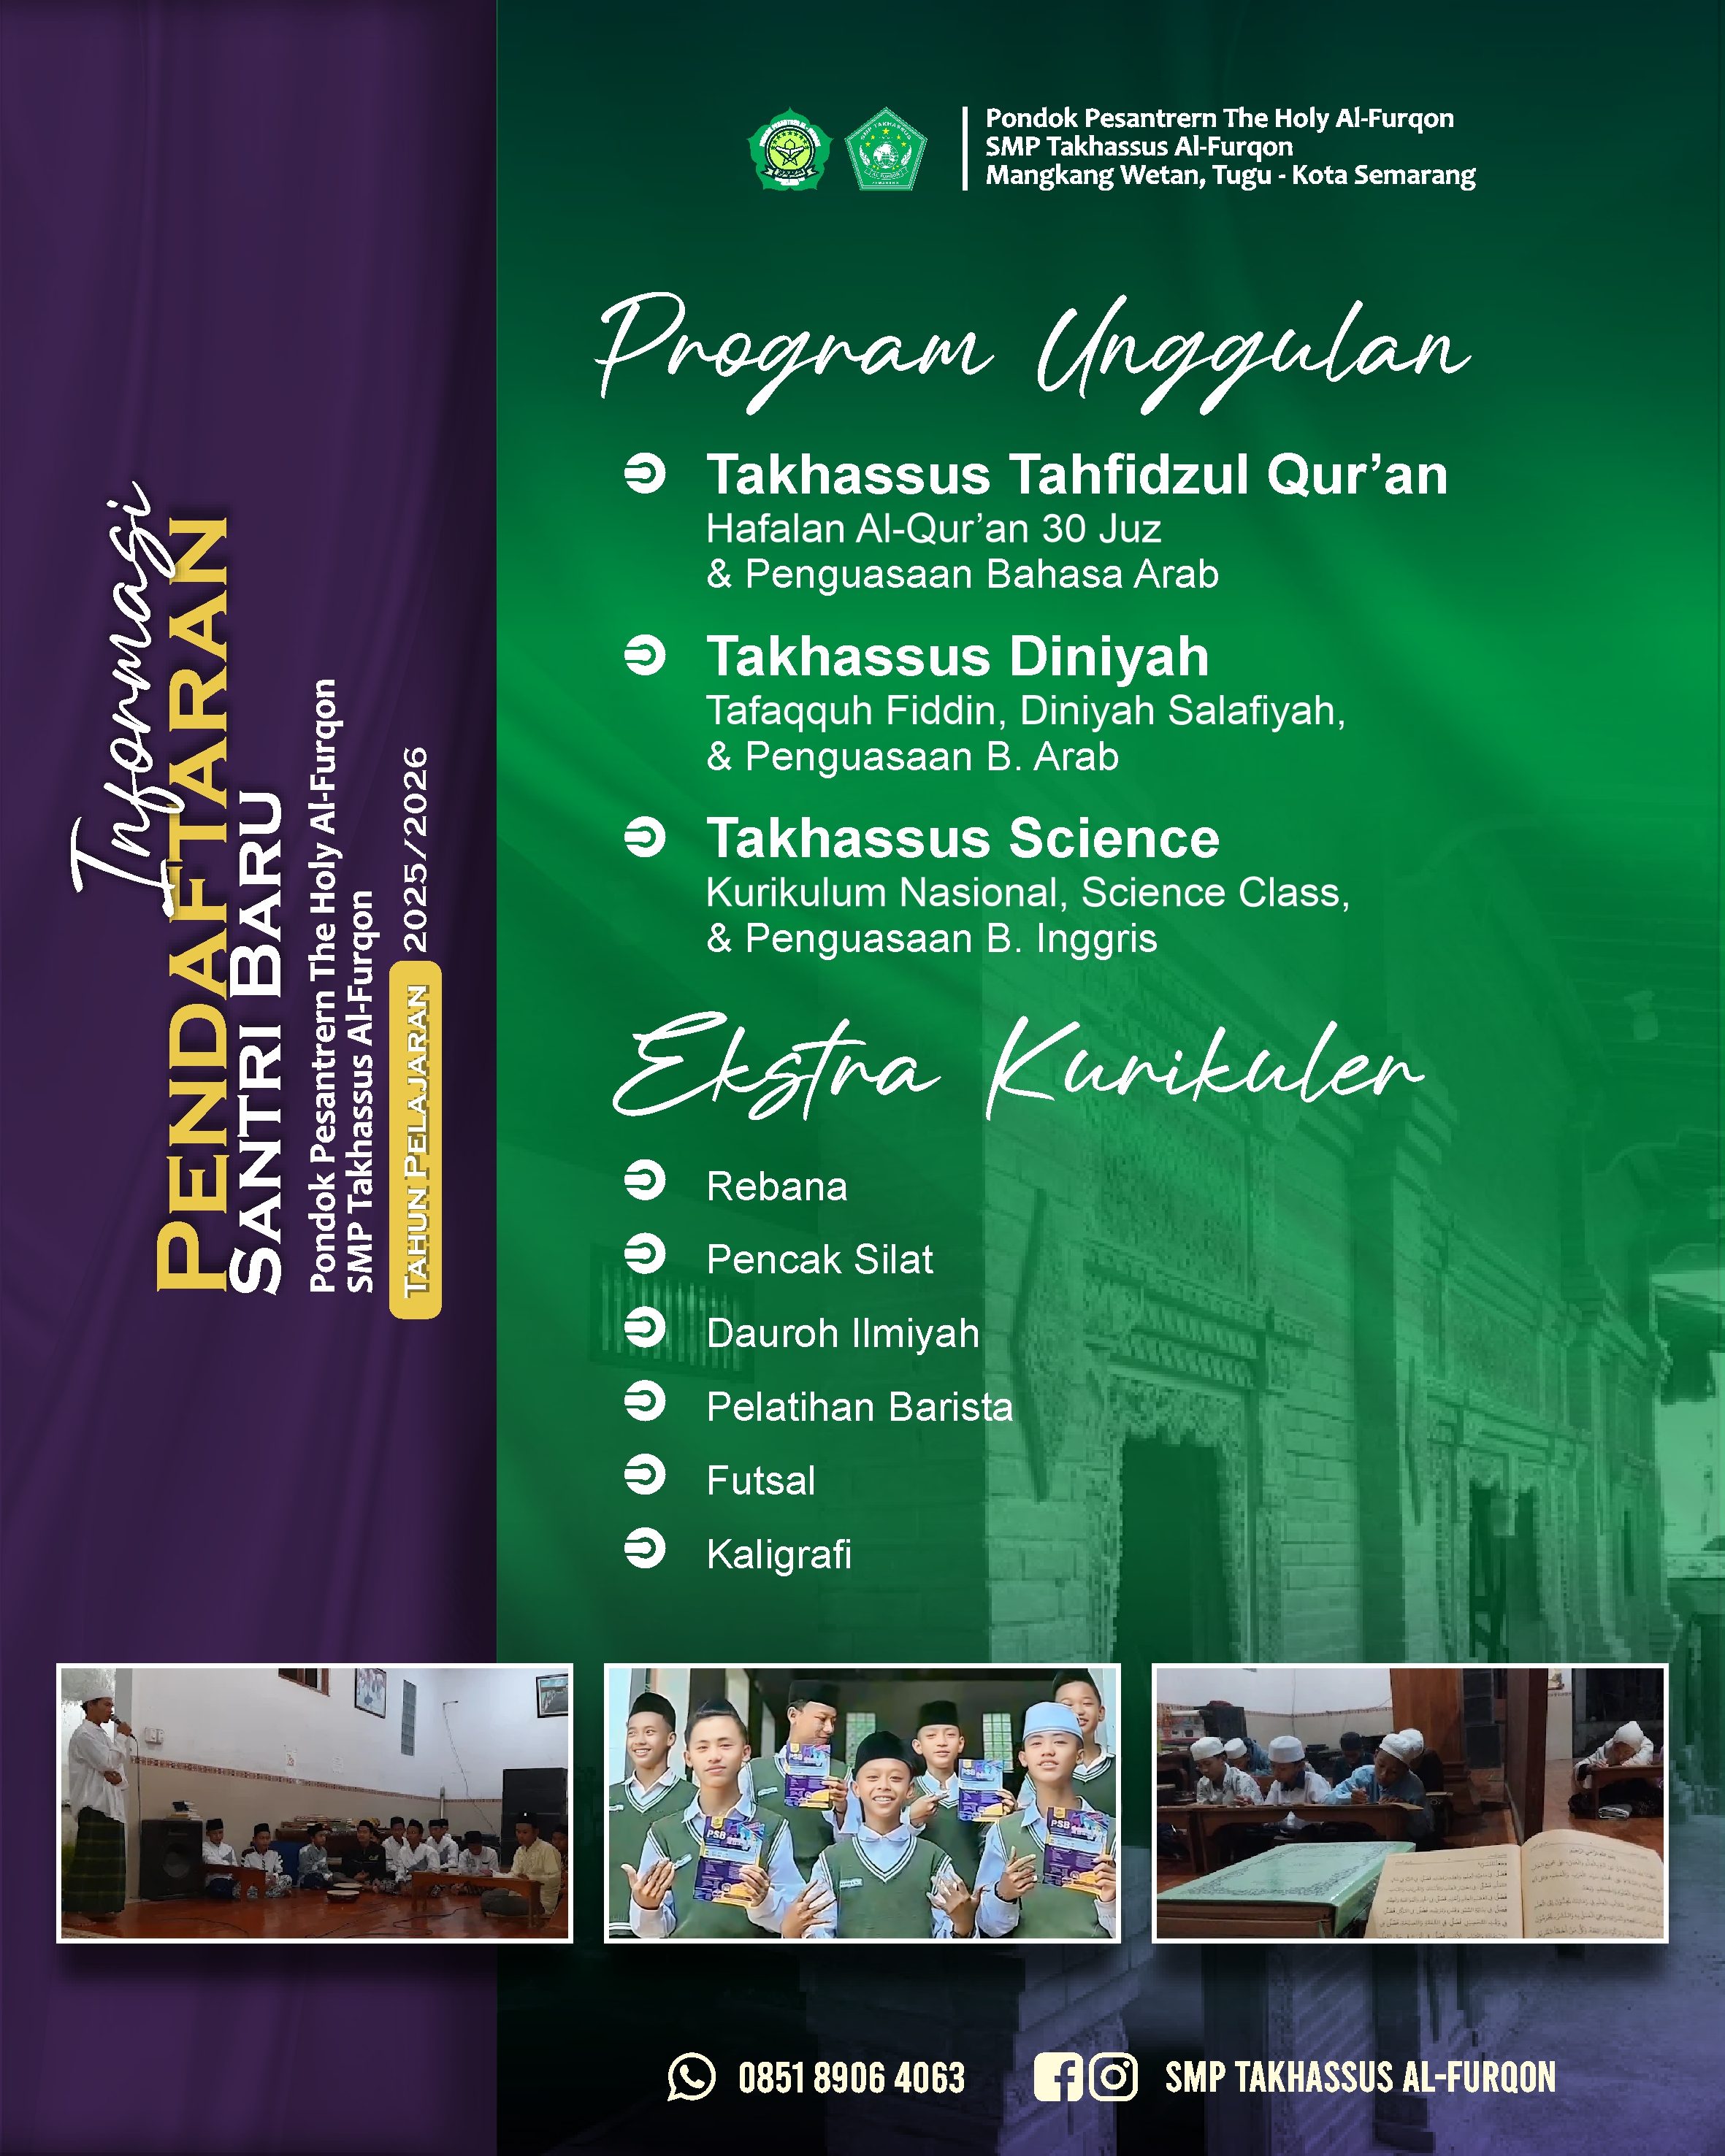 Pondok Pesantrern The Holy Al-Furqon
SMP Takhassus Al-Furqon
Mangkang Wetan, Tugu - Kota Semarang
Informasi
PENDAFTARAN
SANTRI BARU
Pondok Pesantrern The Holy Al-Furqon
SMP Takhassus Al-Furqon
TAHUN PELAJARAN 2025/2026
Program Unggulan
Takhassus Tahfidzul Qur’an
Hafalan Al-Qur’an 30 Juz
& Penguasaan Bahasa Arab
Takhassus Diniyah
Tafaqquh Fiddin, Diniyah Salafiyah,
& Penguasaan B. Arab
Takhassus Science
Kurikulum Nasional, Science Class,
& Penguasaan B. Inggris
Ekstra Kurikuler
Rebana
Pencak Silat
Dauroh Ilmiyah
Pelatihan Barista
Futsal
Kaligrafi
PSB
PSB
PSB
0851 8906 4063
SMP TAKHASSUS AL-FURQON